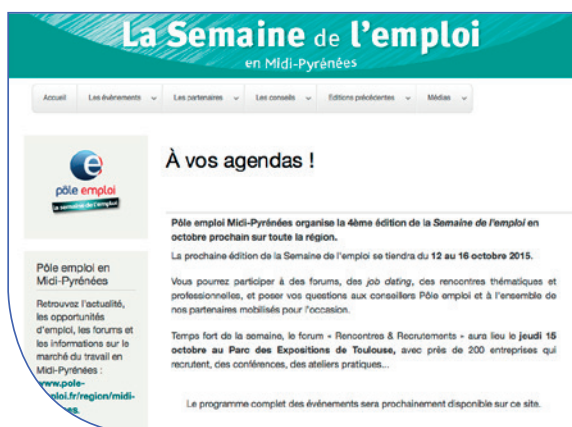 La Semaine de l'emploi
en Midi-Pyrénées
Accueil Les événements Les partenaires Les conseils Editions précédentes Médias
pôle emploi
la semaine de l'emploi
À vos agendas !
Pôle emploi Midi-Pyrénées organise la 4ème édition de la Semaine de l'emploi en
octobre prochain sur toute la région.
La prochaine édition de la Semaine de l'emploi se tiendra du 12 au 16 octobre 2015.
Vous pourrez participer à des forums, des job dating, des rencontres thématiques et
professionnelles, et poser vos questions aux conseillers Pôle emploi et à l'ensemble de
nos partenaires mobilisés pour l'occasion.
Temps fort de la semaine, le forum « Rencontres & Recrutements » aura lieu le jeudi 15
octobre au Parc des Expositions de Toulouse, avec près de 200 entreprises qui
recrutent, des conférences, des ateliers pratiques...
Le programme complet des événements sera prochainement disponible sur ce site.
Pôle emploi en
Midi-Pyrénées
Retrouvez l'actualité,
les opportunités
d'emploi, les forums et
les informations sur le
marché du travail en
Midi-Pyrénées :
www.pole-
mploi.fr/region/midi-
ees.